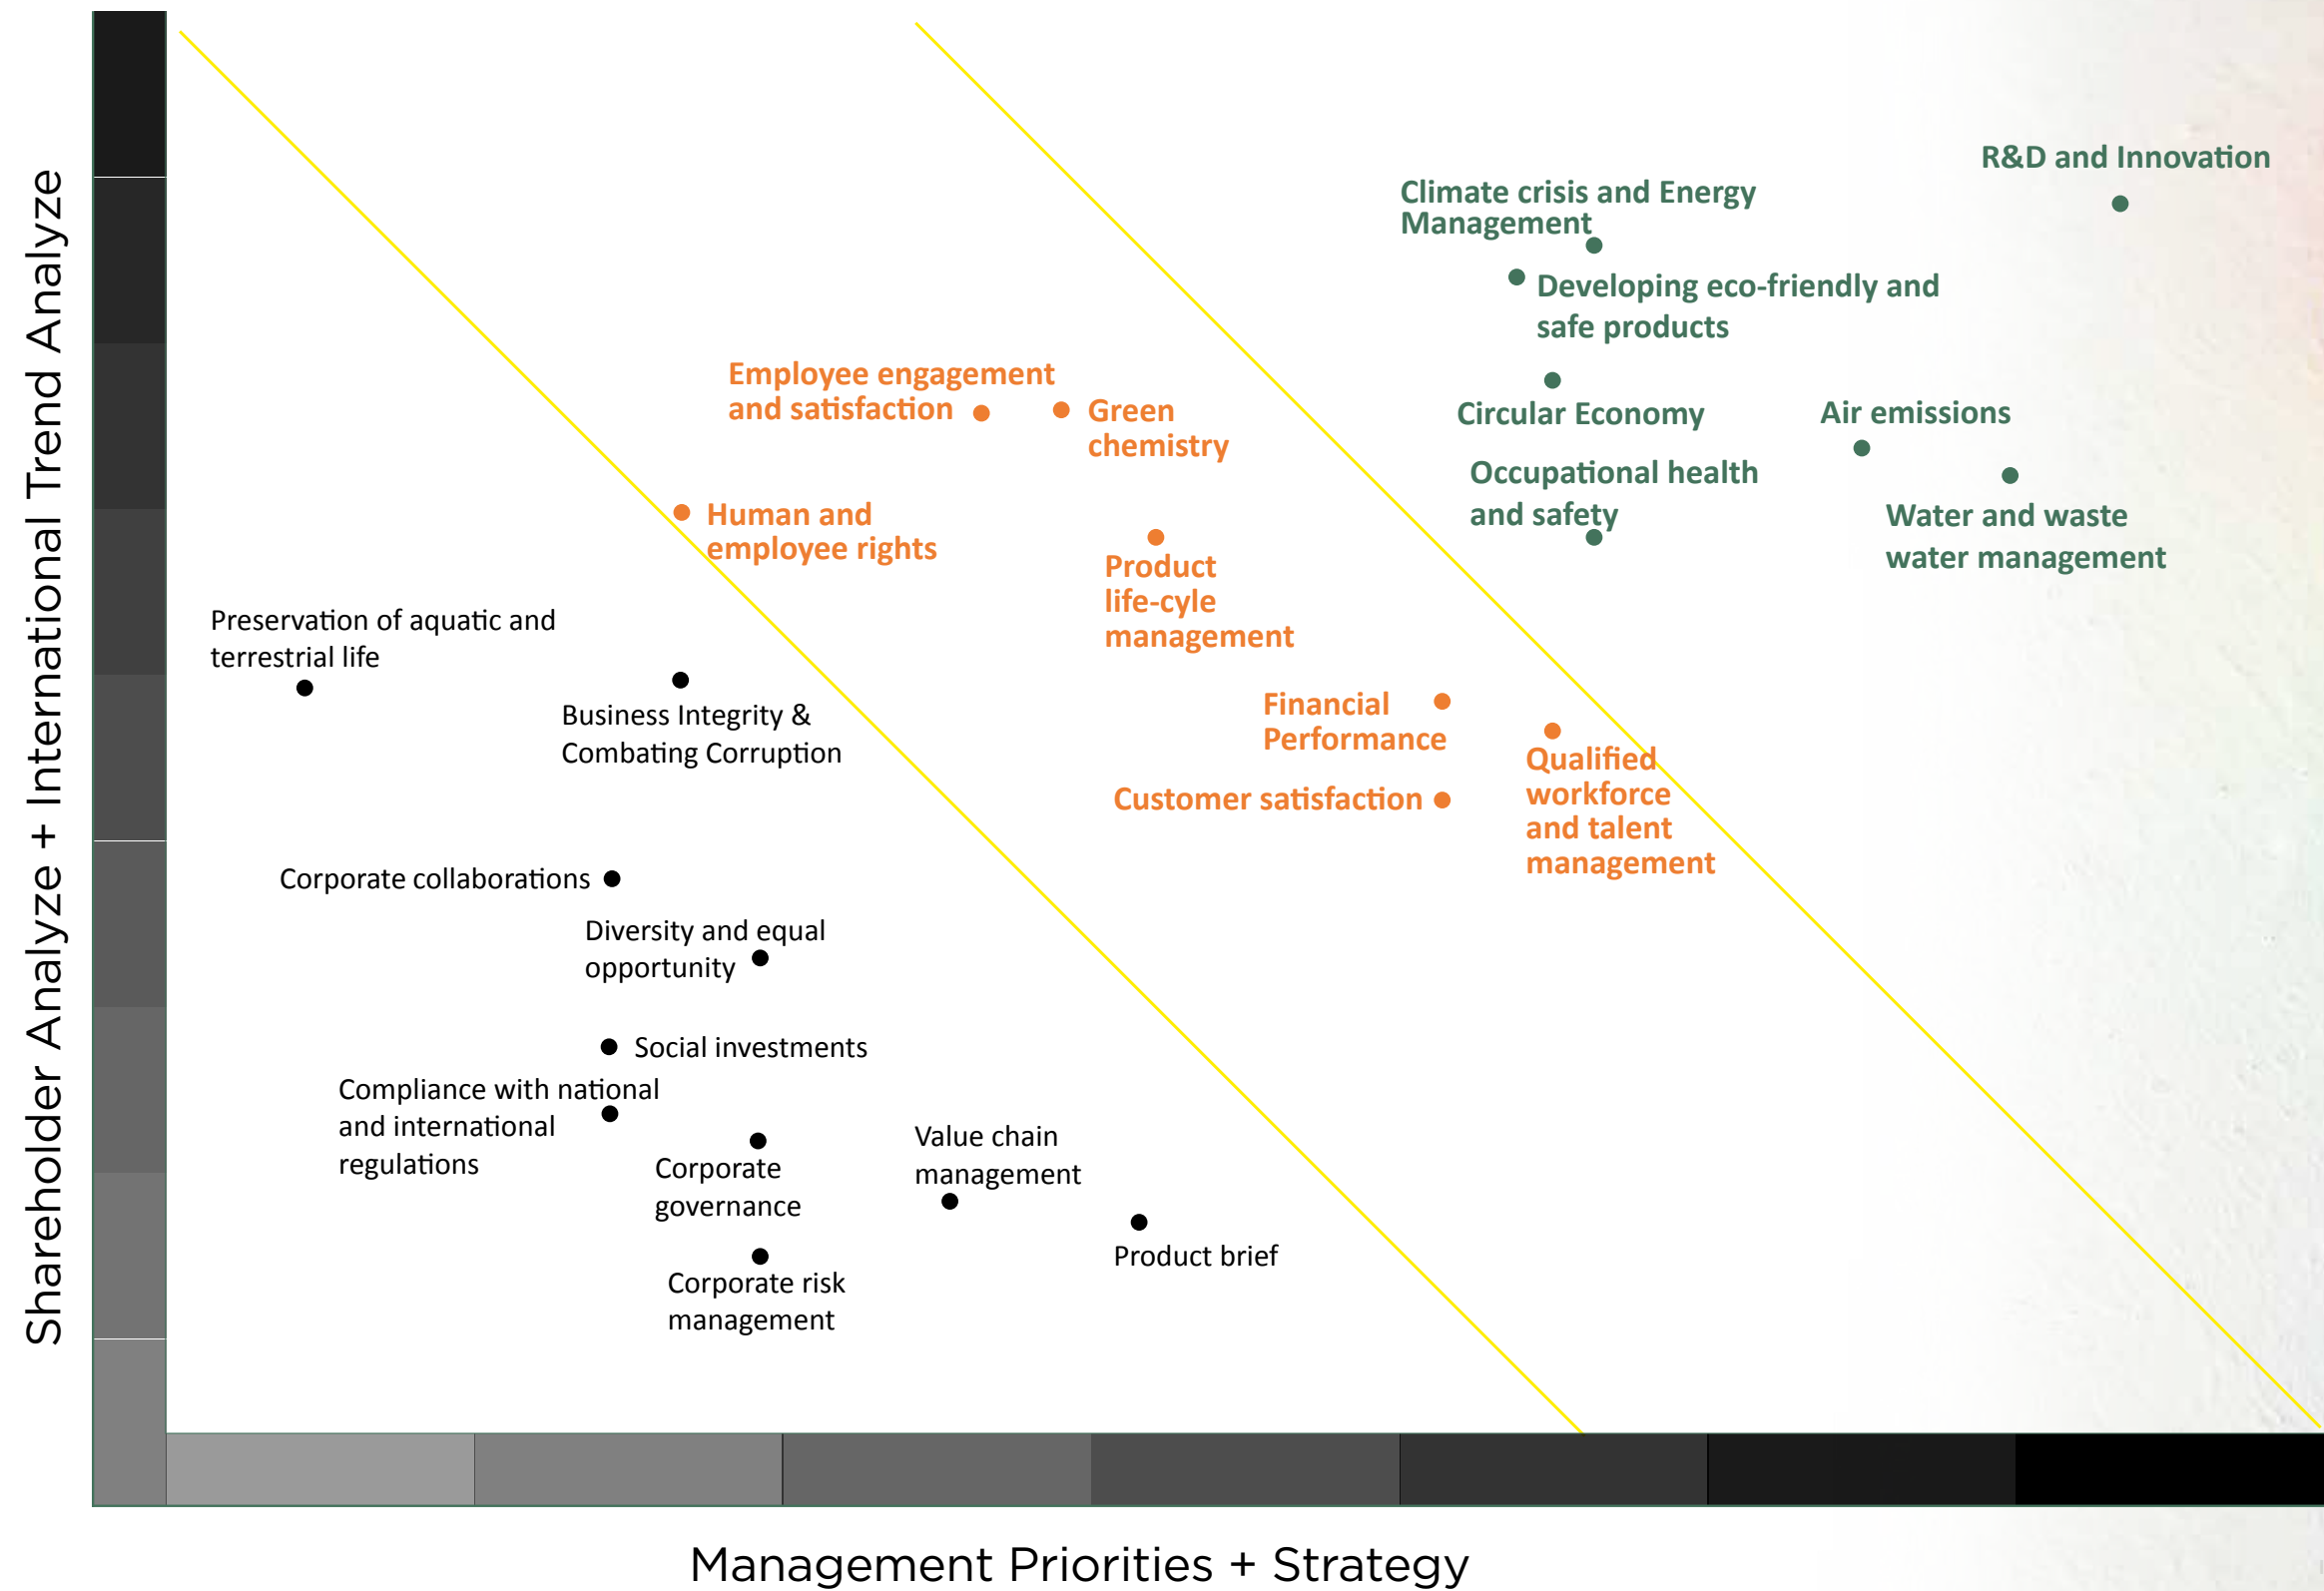 Shareholder Analyze + International Trend Analyze
R&D and Innovation
Climate crisis and Energy
Management
Developing eco-friendly and
safe products
Employee engagement
and satisfaction
Green
chemistry
Circular Economy
Air emissions
Occupational health
and safety
Water and waste
water management
Human and
employee rights
Product
life-cyle
management
Preservation of aquatic and
terrestrial life
Business Integrity &
Combating Corruption
Financial
Performance
Qualified
workforce
and talent
management
Customer satisfaction
Corporate collaborations
Diversity and equal
opportunity
Social investments
Compliance with national
and international
regulations
Corporate
governance
Value chain
management
Product brief
Corporate risk
management
Management Priorities + Strategy